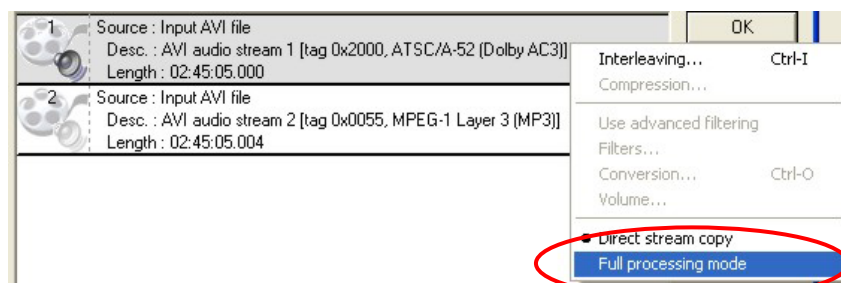 1
Source : Input AVI file
Desc. : AVI audio stream 1 [tag 0x2000, ATSC/A-52 (Dolby AC3)]
Length : 02:45:05.000
2
Source : Input AVI file
Desc. : AVI audio stream 2 [tag 0x0055, MPEG-1 Layer 3 (MP3)]
Length : 02:45:05.004
OK
Interleaving... Ctrl-I
Compression...
Use advanced filtering
Filters...
Conversion... Ctrl-O
Volume...
Direct stream copy
Full processing mode